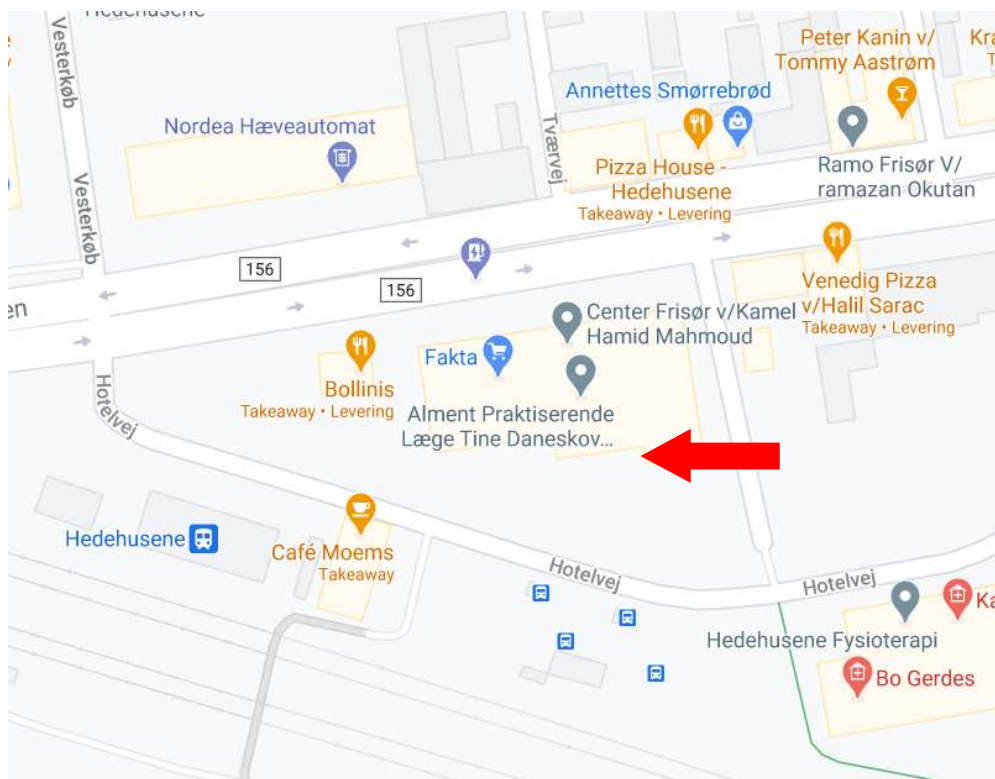 Hedehusene
Vesterkøb
Vesterkøb
Nordea Hæveautomat
Tværvej
Annettes Smørrebrød
Peter Kanin v/
Tommy Aastrøm
Kra
T
Pizza House -
Hedehusene
Takeaway • Levering
Ramo Frisør V/
ramazan Okutan
156
156
en
Venedig Pizza
v/Halil Sarac
Takeaway • Levering
Center Frisør v/Kamel
Hamid Mahmoud
Fakta
Bollinis
Takeaway • Levering
Alment Praktiserende
Læge Tine Daneskov...
Hotelvej
Hedehusene
Café Moems
Takeaway
Hotelvej
Hotelvej
Hedehusene Fysioterapi
Ka
Bo Gerdes